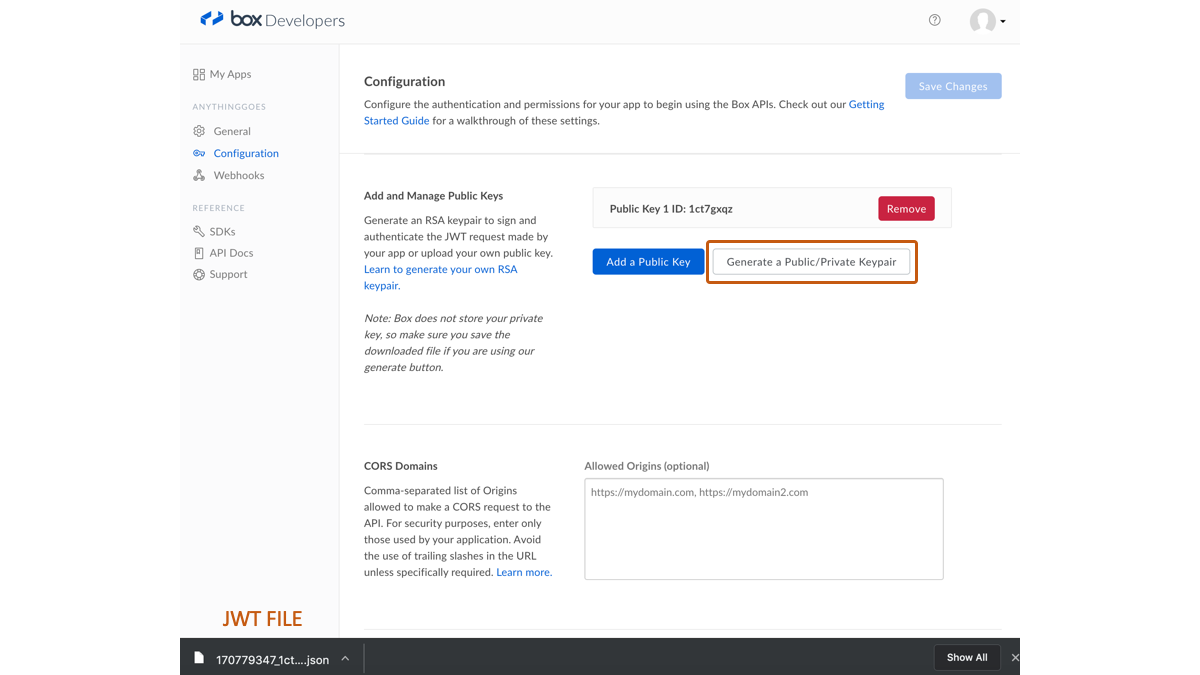 box Developers
My Apps
ANYTHINGGOES
General
Configuration
Webhooks
REFERENCE
SDKs
API Docs
Support
Configuration
Configure the authentication and permissions for your app to begin using the Box APIs. Check out our Getting
Started Guide for a walkthrough of these settings.
Save Changes
Add and Manage Public Keys
Generate an RSA keypair to sign and
authenticate the JWT request made by
your app or upload your own public key.
Learn to generate your own RSA
keypair.
Note: Box does not store your private
key, so make sure you save the
downloaded file if you are using our
generate button.
Public Key 1 ID: 1ct7gxqz
Remove
Add a Public Key
Generate a Public/Private Keypair
CORS Domains
Comma-separated list of Origins
allowed to make a CORS request to the
API. For security purposes, enter only
those used by your application. Avoid
the use of trailing slashes in the URL
unless specifically required. Learn more.
Allowed Origins (optional)
https://mydomain.com, https://mydomain2.com
JWT FILE
170779347_1ct....json
Show All